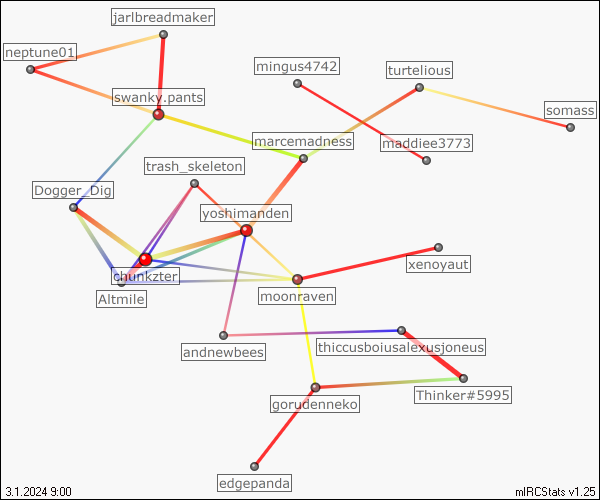 jarlbreadmaker
neptune01
mingus4742
turtelious
swanky.pants
somass
marcemadness
maddiee3773
trash_skeleton
Dogger_Dig
yoshimanden
xenoyaut
chunkzter
Altmile
moonraven
andnewbees
thiccusboiusalexusjoneus
gorudenneko
Thinker#5995
edgepanda
3.1.2024 9:00
mIRCStats v1.25